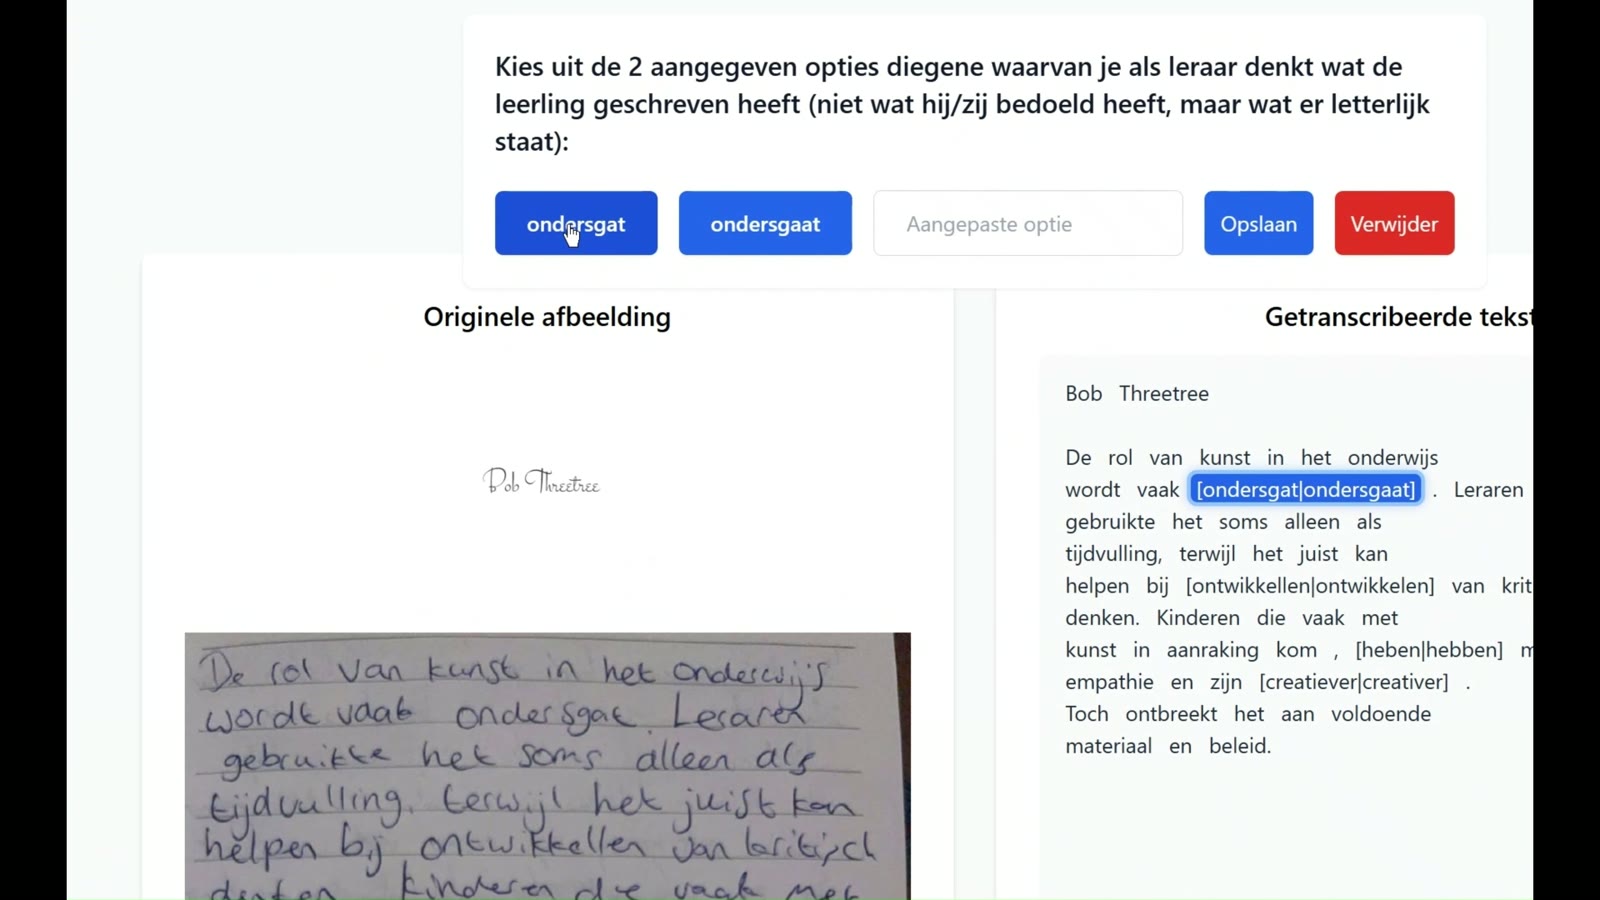 Kies uit de 2 aangegeven opties diegene waarvan je als leraar denkt wat de
leerling geschreven heeft (niet wat hij/zij bedoeld heeft, maar wat er letterlijk
staat):
ondersgat ondersgaat Aangepaste optie Opslaan Verwijder
Originele afbeelding
Bob Threetree
De rol van kunst in het onderwijs
wordt vaak ondersgat. Leraren
gebruikte het soms alleen als
tijdvulling, terwijl het juist kan
helpen bij ontwikkellen van kritisch
denken. Kinderen die vaak met
Getranscribeerde tekst
Bob Threetree
De rol van kunst in het onderwijs
wordt vaak [ondersgat|ondersgaat] . Leraren
gebruikte het soms alleen als
tijdvulling, terwijl het juist kan
helpen bij [ontwikkellen|ontwikkelen] van krit
denken. Kinderen die vaak met
kunst in aanraking kom , [heben|hebben] m
empathie en zijn [creatiever|creativer] .
Toch ontbreekt het aan voldoende
materiaal en beleid.